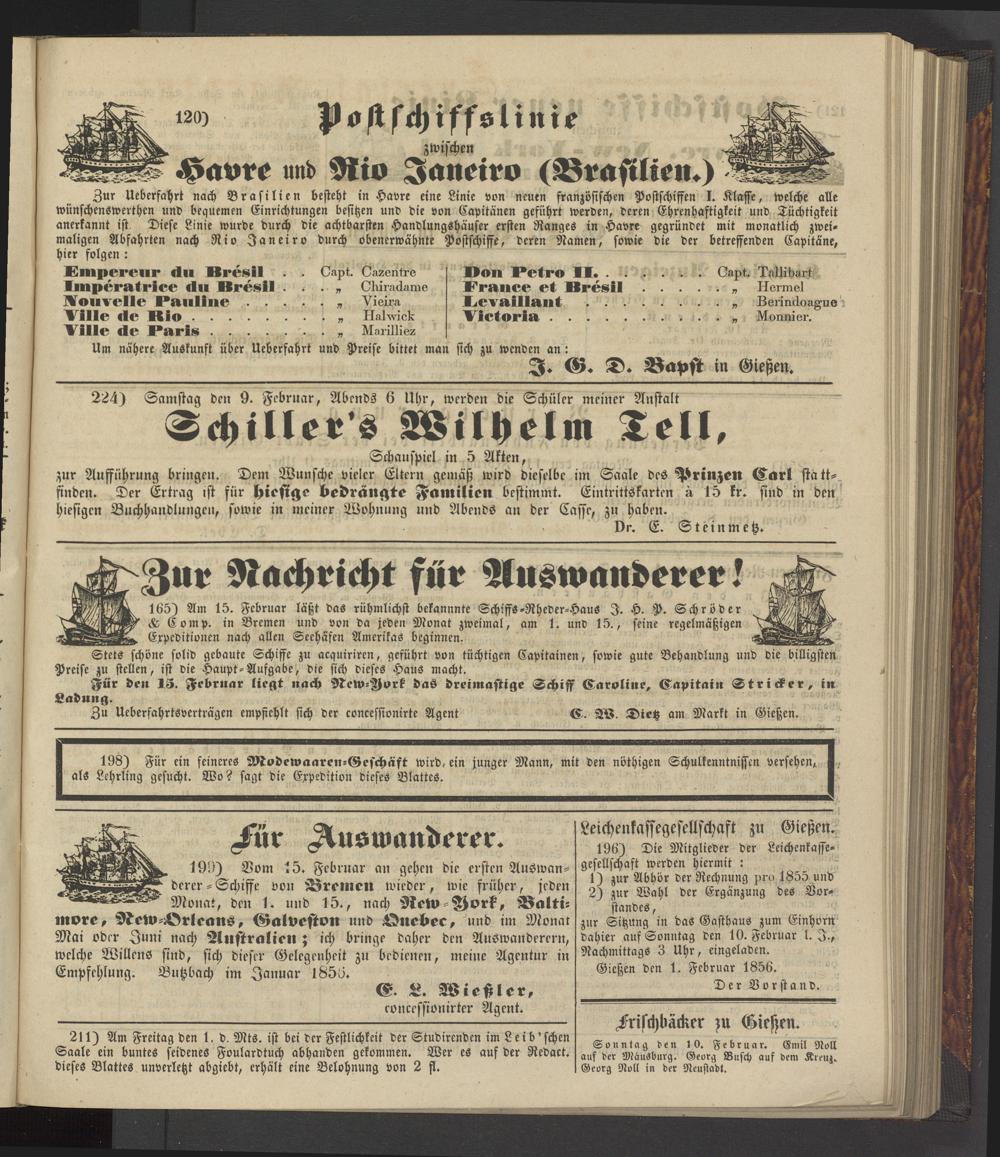 120) Postschiffslinie
zwischen
Havre und Rio Janeiro (Brasilien.)
Zur Ueberfahrt nach Brasilien besteht in Havre eine Linie von neuen französischen Postschiffen I. Klasse, welche alle
wünschenswerthen und bequemen Einrichtungen besitzen und die von Capitänen geführt werden, deren Ehrenhaftigkeit und Tüchtigkeit
anerkannt ist. Diese Linie wurde durch die achtbarsten Handlungshäuser ersten Ranges in Havre gegründet mit monatlich zwei-
maligen Abfahrten nach Rio Janeiro durch obenerwähnte Postschiffe, deren Namen, sowie die der betreffenden Capitäne,
hier folgen:
Empereur du Brésil . . Capt. Cazentre
Impératrice du Brésil . . . „ Chiradame
Nouvelle Pauline . . . . . „ Vieira
Ville de Rio . . . . . . . „ Halwick
Ville de Paris . . . . . . . „ Marilliez
Don Petro II. . . . . . . . Capt. Tallibart
France et Brésil . . . . . . „ Hermel
Levaillant . . . . . . . . „ Berindoague
Victoria . . . . . . . . . . „ Monnier.
Um nähere Auskunft über Ueberfahrt und Preise bittet man sich zu wenden an:
J. G. D. Bapst in Gießen.
224) Samstag den 9. Februar, Abends 6 Uhr, werden die Schüler meiner Anstalt
Schiller's Wilhelm Tell,
Schauspiel in 5 Akten,
zur Aufführung bringen. Dem Wunsche vieler Eltern gemäß wird dieselbe im Saale des Prinzen Carl statt-
finden. Der Ertrag ist für hiesige bedrängte Familien bestimmt. Eintrittskarten à 15 kr. sind in den
hiesigen Buchhandlungen, sowie in meiner Wohnung und Abends an der Casse, zu haben.
Dr. E. Steinmetz.
Zur Nachricht für Auswanderer!
165) Am 15. Februar läßt das rühmlichst bekannnte Schiffs-Rheder-Haus J. H. P. Schröder
& Comp. in Bremen und von da jeden Monat zweimal, am 1. und 15., seine regelmäßigen
Expeditionen nach allen Seehäfen Amerikas beginnen.
Stets schöne solid gebaute Schiffe zu acquiriren, geführt von tüchtigen Capitainen, sowie gute Behandlung und die billigsten
Preise zu stellen, ist die Haupt-Aufgabe, die sich dieses Haus macht.
Für den 15. Februar liegt nach New-York das dreimastige Schiff Caroline, Capitain Stricker, in
Ladung.
Zu Ueberfahrtsverträgen empfiehlt sich der concessionirte Agent C. W. Dietz am Markt in Gießen.
198) Für ein feineres Modewaaren-Geschäft wird ein junger Mann, mit den nöthigen Schulkenntnissen versehen,
als Lehrling gesucht. Wo? sagt die Expedition dieses Blattes.
Für Auswanderer.
199) Vom 15. Februar an gehen die ersten Auswan-
derer-Schiffe von Bremen wieder, wie früher, jeden
Monat, den 1. und 15., nach New-York, Balti-
more, New-Orleans, Galveston und Quebec, und im Monat
Mai oder Juni nach Australien; ich bringe daher den Auswanderern,
welche Willens sind, sich dieser Gelegenheit zu bedienen, meine Agentur in
Empfehlung. Butzbach im Januar 1856.
E. L. Wießler,
concessionirter Agent.
211) Am Freitag den 1. d. Mts. ist bei der Festlichkeit der Studirenden im Leib'schen
Saale ein buntes seidenes Foulardtuch abhanden gekommen. Wer es auf der Redact.
dieses Blattes unverletzt abgiebt, erhält eine Belohnung von 2 fl.
Leichenkassegesellschaft zu Gießen.
196) Die Mitglieder der Leichenkasse-
gesellschaft werden hiermit:
1) zur Abhör der Rechnung pro 1855 und
2) zur Wahl der Ergänzung des Vor-
standes,
zur Sitzung in das Gasthaus zum Einhorn
dahier auf Sonntag den 10. Februar l. J.,
Nachmittags 3 Uhr, eingeladen.
Gießen den 1. Februar 1856.
Der Vorstand.
Frischbäcker zu Gießen.
Sonntag den 10. Februar. Emil Noll
auf der Mäusburg. Georg Busch auf dem Kreuz.
Georg Noll in der Neustadt.